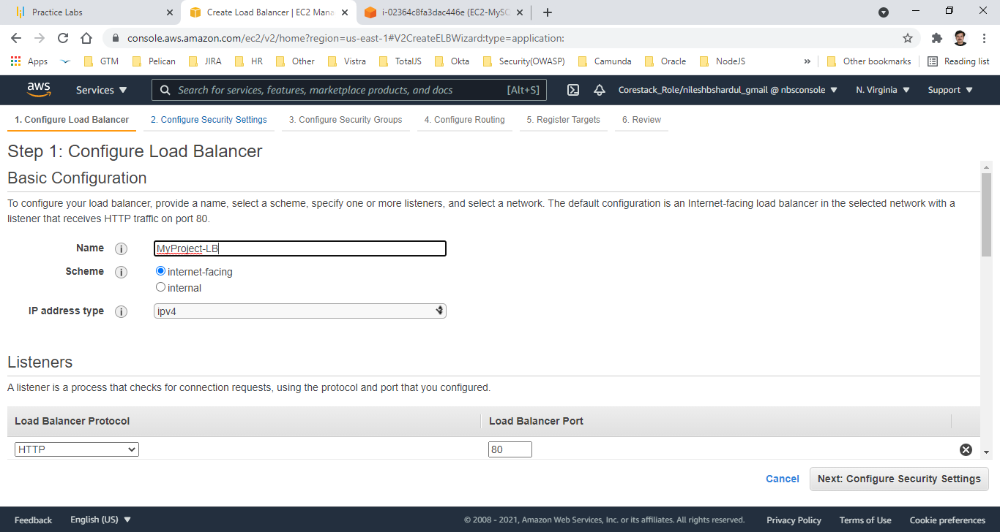 Practice Labs
Create Load Balancer | EC2 Mana
i-02364c8fa3dac446e (EC2-MySC
console.aws.amazon.com/ec2/v2/home?region=us-east-1#V2CreateELBWizard:type=application:
Apps GTM Pelican JIRA HR Other Vistra TotalJS Okta Security(OWASP) Camunda Oracle NodeJS » Other bookmarks Reading list
aws Services Search for services, features, marketplace products, and docs [Alt+S] Corestack_Role/nileshbshardul_gmail @ nbsconsole N. Virginia Support
1. Configure Load Balancer 2. Configure Security Settings 3. Configure Security Groups 4. Configure Routing 5. Register Targets 6. Review
Step 1: Configure Load Balancer
Basic Configuration
To configure your load balancer, provide a name, select a scheme, specify one or more listeners, and select a network. The default configuration is an Internet-facing load balancer in the selected network with a
listener that receives HTTP traffic on port 80.
Name i MyProject-LB
Scheme i internet-facing
internal
IP address type i ipv4
Listeners
A listener is a process that checks for connection requests, using the protocol and port that you configured.
Load Balancer Protocol Load Balancer Port
HTTP 80
Cancel Next: Configure Security Settings
Feedback English (US) © 2008 - 2021, Amazon Web Services, Inc. or its affiliates. All rights reserved. Privacy Policy Terms of Use Cookie preferences